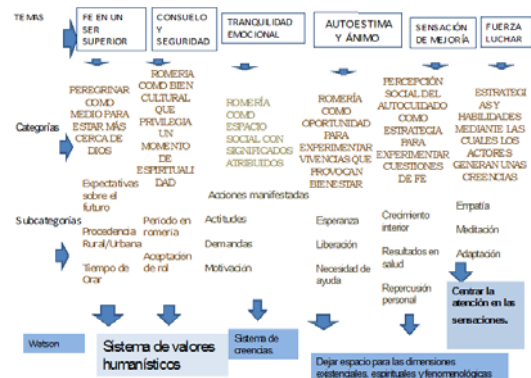 TEMAS
FE EN UN
SER
SUPERIOR
CONSUELO
Y
SEGURIDAD
TRANQUILIDAD
EMOCIONAL
AUTOESTIMA
Y ÁNIMO
SENSACIÓN
DE MEJORÍA
FUERZA
LUCHAR
Categorías
PEREGRINAR
COMO
MEDIO PARA
ESTAR MÁS
CERCA DE
DIOS
ROMERIA
COMO BIEN
CULTURAL
QUE
PRIVILEGIA
UN
MOMENTO
DE
ESPIRITUALI
DAD
ROMERÍA
COMO
ESPACIO
SOCIAL CON
SIGNIFICADOS
ATRIBUIDOS
ROMERÍA
COMO
OPORTUNIDAD
PARA
EXPERIMENTAR
VIVENCIAS QUE
PROVOCAN
BIENESTAR
PERCEPCIÓN
SOCIAL DEL
AUTOCUIDADO
COMO
ESTRATEGIA
PARA
EXPERIMENTAR
CUESTIONES
DE FE
ESTRATEGI
AS Y
HABILIDADES
MEDIANTE LAS
CUALES LOS
ACTORES
GENERAN UNAS
CREENCIAS
Subcategorías
Expectativas
sobre el
futuro
Procedencia
Rural/Urbana
Tiempo de
Orar
Periodo en
romería
Aceptación
de rol
Acciones manifestadas
Actitudes
Demandas
Motivación
Esperanza
Liberación
Necesidad de
ayuda
Crecimiento
interior
Resultados en
salud
Repercusión
personal
Empatía
Meditación
Adaptación
Centrar la
atención en las
sensaciones.
Watson
Sistema de valores
humanísticos
Sistema de
creencias.
Dejar espacio para las dimensiones
existenciales, espirituales y fenomenológicas